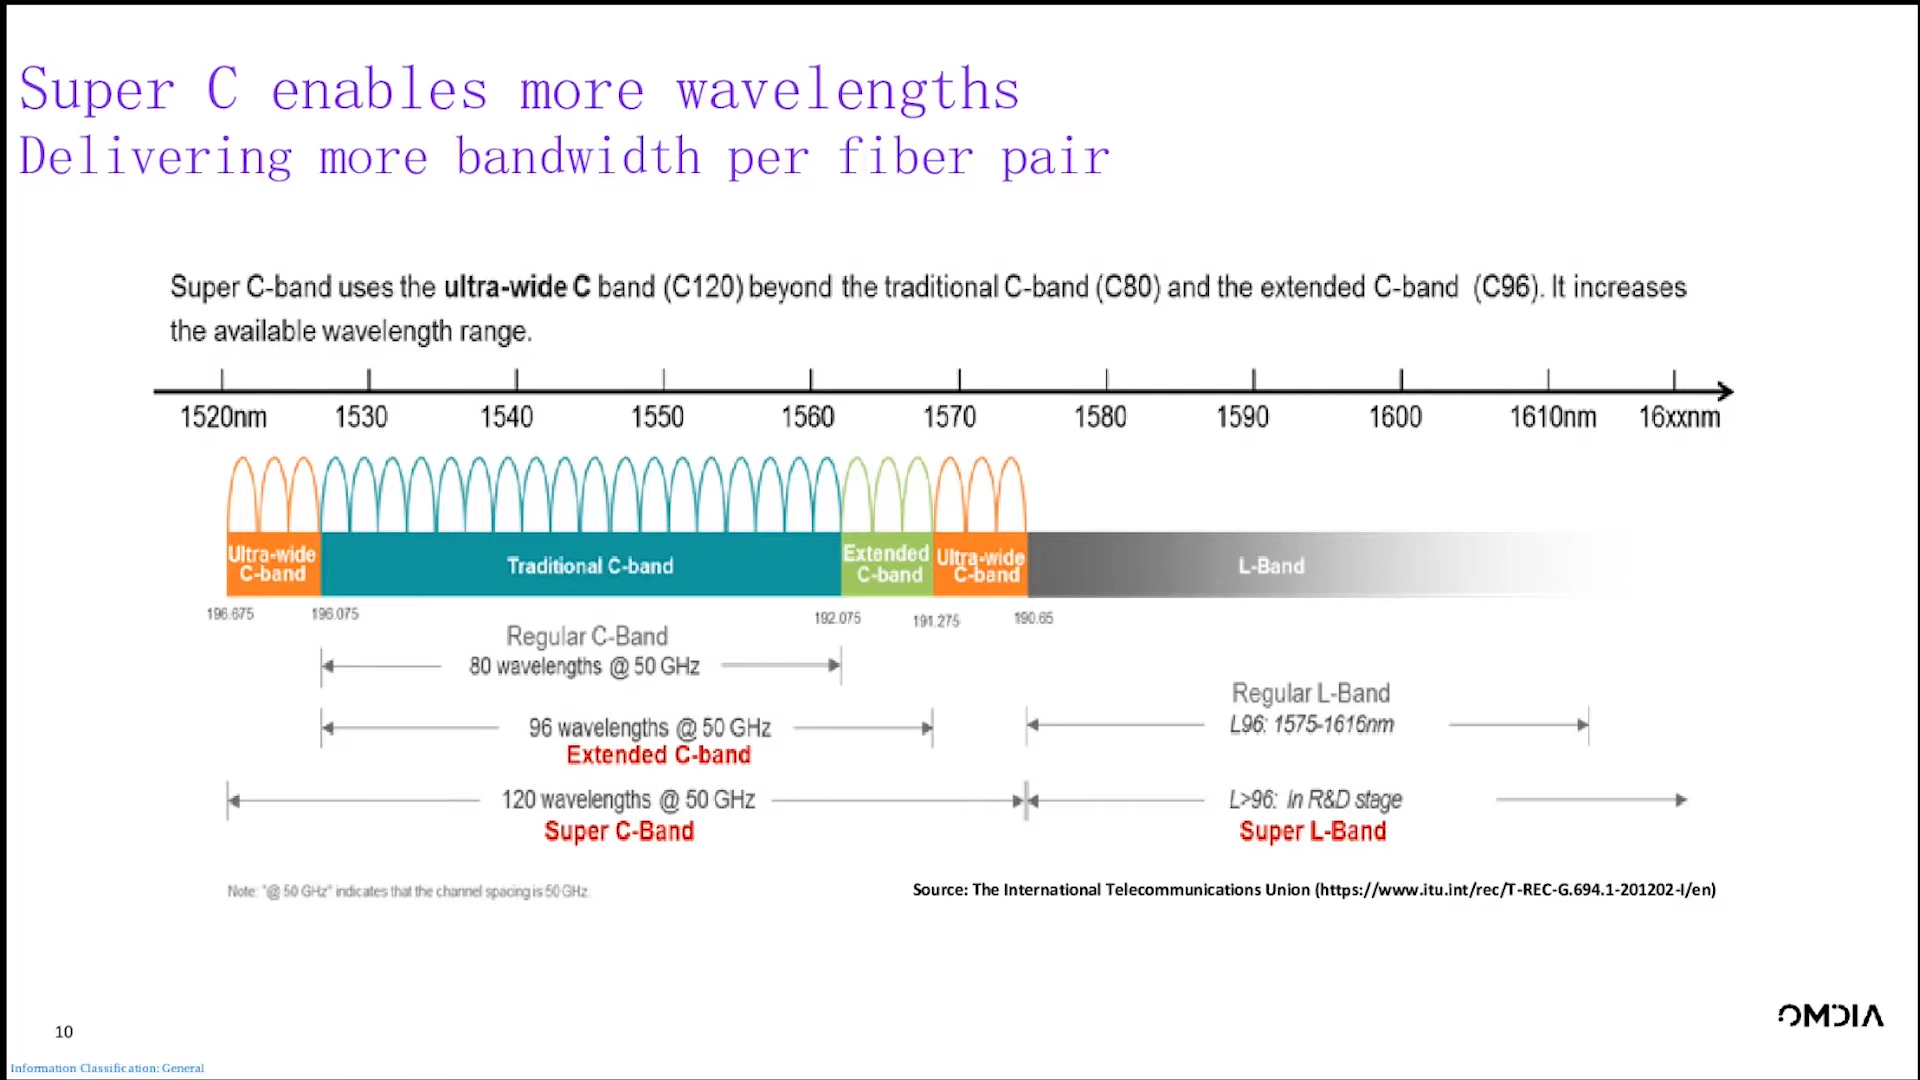 Super C enables more wavelengths
Delivering more bandwidth per fiber pair
Super C-band uses the ultra-wide C band (C120) beyond the traditional C-band (C80) and the extended C-band (C96). It increases
the available wavelength range.
1520nm 1530 1540 1550 1560 1570 1580 1590 1600 1610nm 16xxnm
Ultra-wide
C-band
Traditional C-band
Extended
C-band
Ultra-wide
C-band
L-Band
196.675 196.075 192.075 191.275 190.65
Regular C-Band
80 wavelengths @ 50 GHz
96 wavelengths @ 50 GHz
Extended C-band
120 wavelengths @ 50 GHz
Super C-Band
Regular L-Band
L96: 1575-1616nm
L>96: In R&D stage
Super L-Band
Note: "@ 50 GHz" indicates that the channel spacing is 50 GHz.
Source: The International Telecommunications Union (https://www.itu.int/rec/T-REC-G.694.1-201202-I/en)
10
OMDIA
Information Classification: General